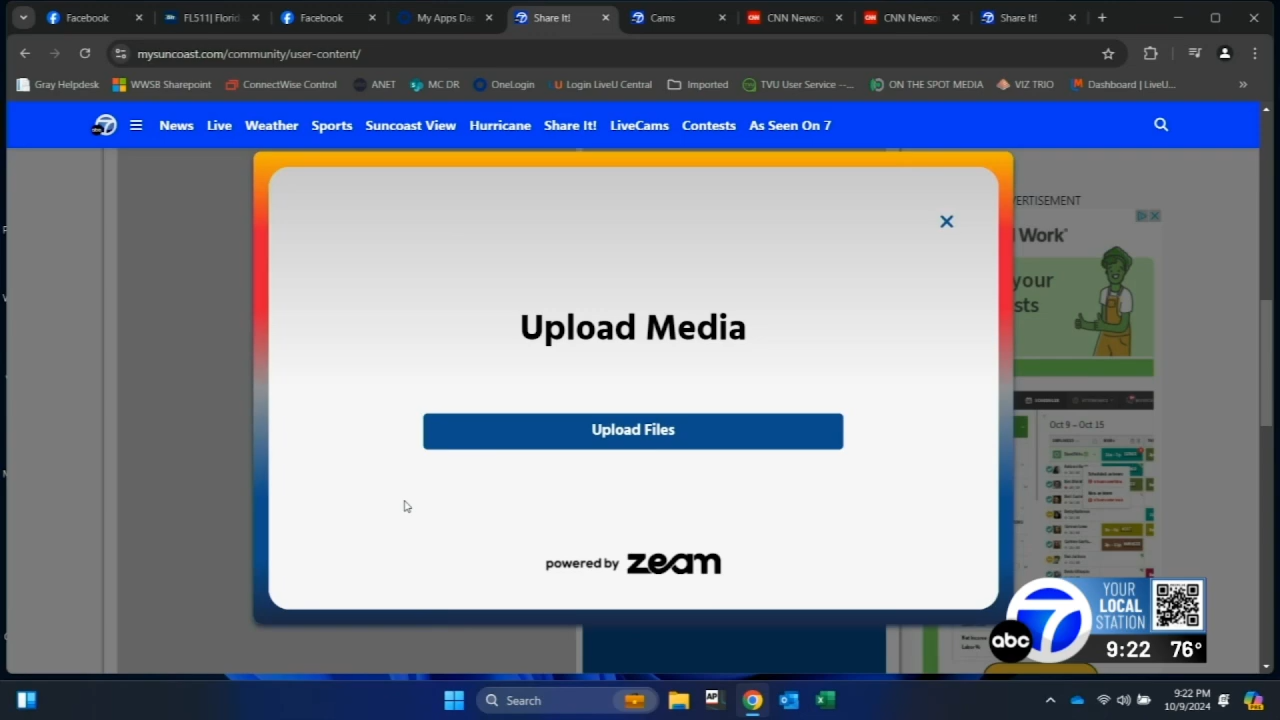 Facebook
FL511| Florid
Facebook
My Apps Da
Share It!
Cams
CNN Newso
CNN Newso
Share It!
mysuncoast.com/community/user-content/
Gray Helpdesk
WWSB Sharepoint
ConnectWise Control
ANET
MC DR
OneLogin
Login LiveU Central
Imported
TVU User Service --...
ON THE SPOT MEDIA
VIZ TRIO
Dashboard | LiveU...
abc 7
News
Live
Weather
Sports
Suncoast View
Hurricane
Share It!
LiveCams
Contests
As Seen On 7
ERTISEMENT
Work
your
sts
Upload Media
Upload Files
powered by zeam
Oct 9 – Oct 15
YOUR
LOCAL
STATION
abc 7
9:22 76°
Search
9:22 PM
10/9/2024